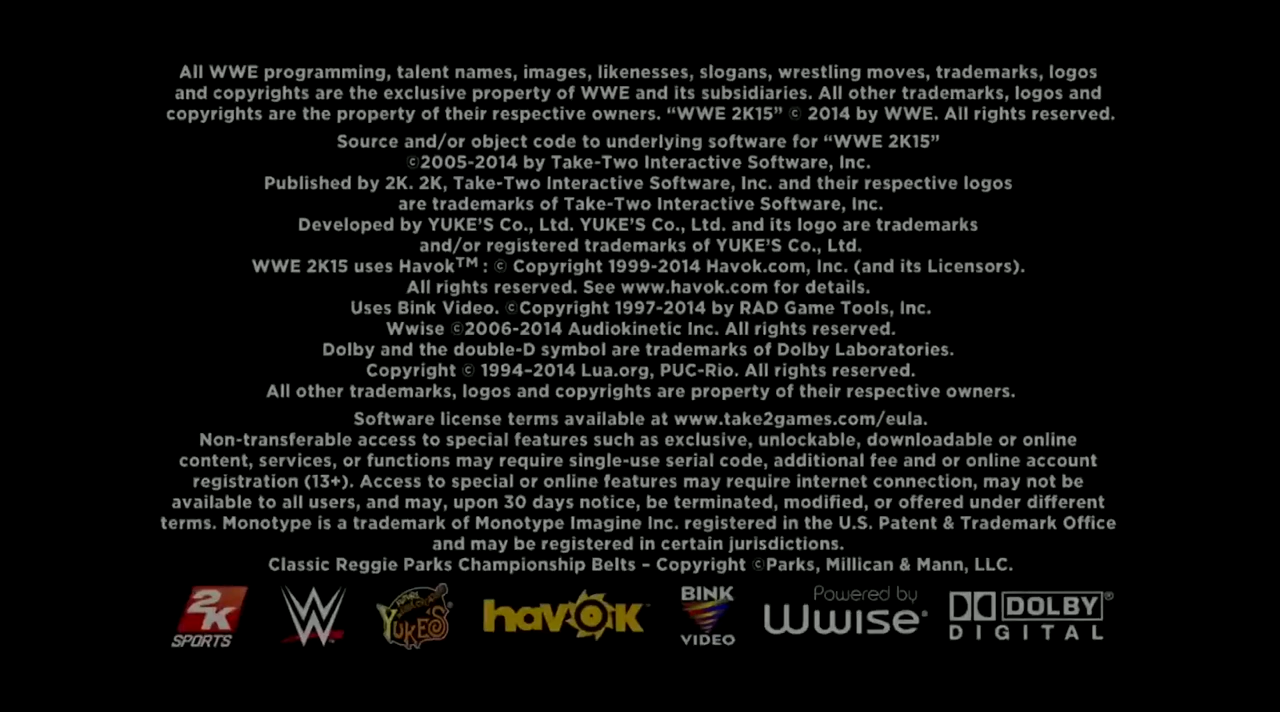 All WWE programming, talent names, images, likenesses, slogans, wrestling moves, trademarks, logos
and copyrights are the exclusive property of WWE and its subsidiaries. All other trademarks, logos and
copyrights are the property of their respective owners. “WWE 2K15” © 2014 by WWE. All rights reserved.
Source and/or object code to underlying software for “WWE 2K15”
©2005-2014 by Take-Two Interactive Software, Inc.
Published by 2K. 2K, Take-Two Interactive Software, Inc. and their respective logos
are trademarks of Take-Two Interactive Software, Inc.
Developed by YUKE’S Co., Ltd. YUKE’S Co., Ltd. and its logo are trademarks
and/or registered trademarks of YUKE’S Co., Ltd.
WWE 2K15 uses Havok™ : © Copyright 1999-2014 Havok.com, Inc. (and its Licensors).
All rights reserved. See www.havok.com for details.
Uses Bink Video. ©Copyright 1997-2014 by RAD Game Tools, Inc.
Wwise ©2006-2014 Audiokinetic Inc. All rights reserved.
Dolby and the double-D symbol are trademarks of Dolby Laboratories.
Copyright © 1994–2014 Lua.org, PUC-Rio. All rights reserved.
All other trademarks, logos and copyrights are property of their respective owners.
Software license terms available at www.take2games.com/eula.
Non-transferable access to special features such as exclusive, unlockable, downloadable or online
content, services, or functions may require single-use serial code, additional fee and or online account
registration (13+). Access to special or online features may require internet connection, may not be
available to all users, and may, upon 30 days notice, be terminated, modified, or offered under different
terms. Monotype is a trademark of Monotype Imagine Inc. registered in the U.S. Patent & Trademark Office
and may be registered in certain jurisdictions.
Classic Reggie Parks Championship Belts – Copyright ©Parks, Millican & Mann, LLC.
2K SPORTS
W
YUKE'S
havok™
BINK VIDEO
Powered by Wwise®
DOLBY® DIGITAL